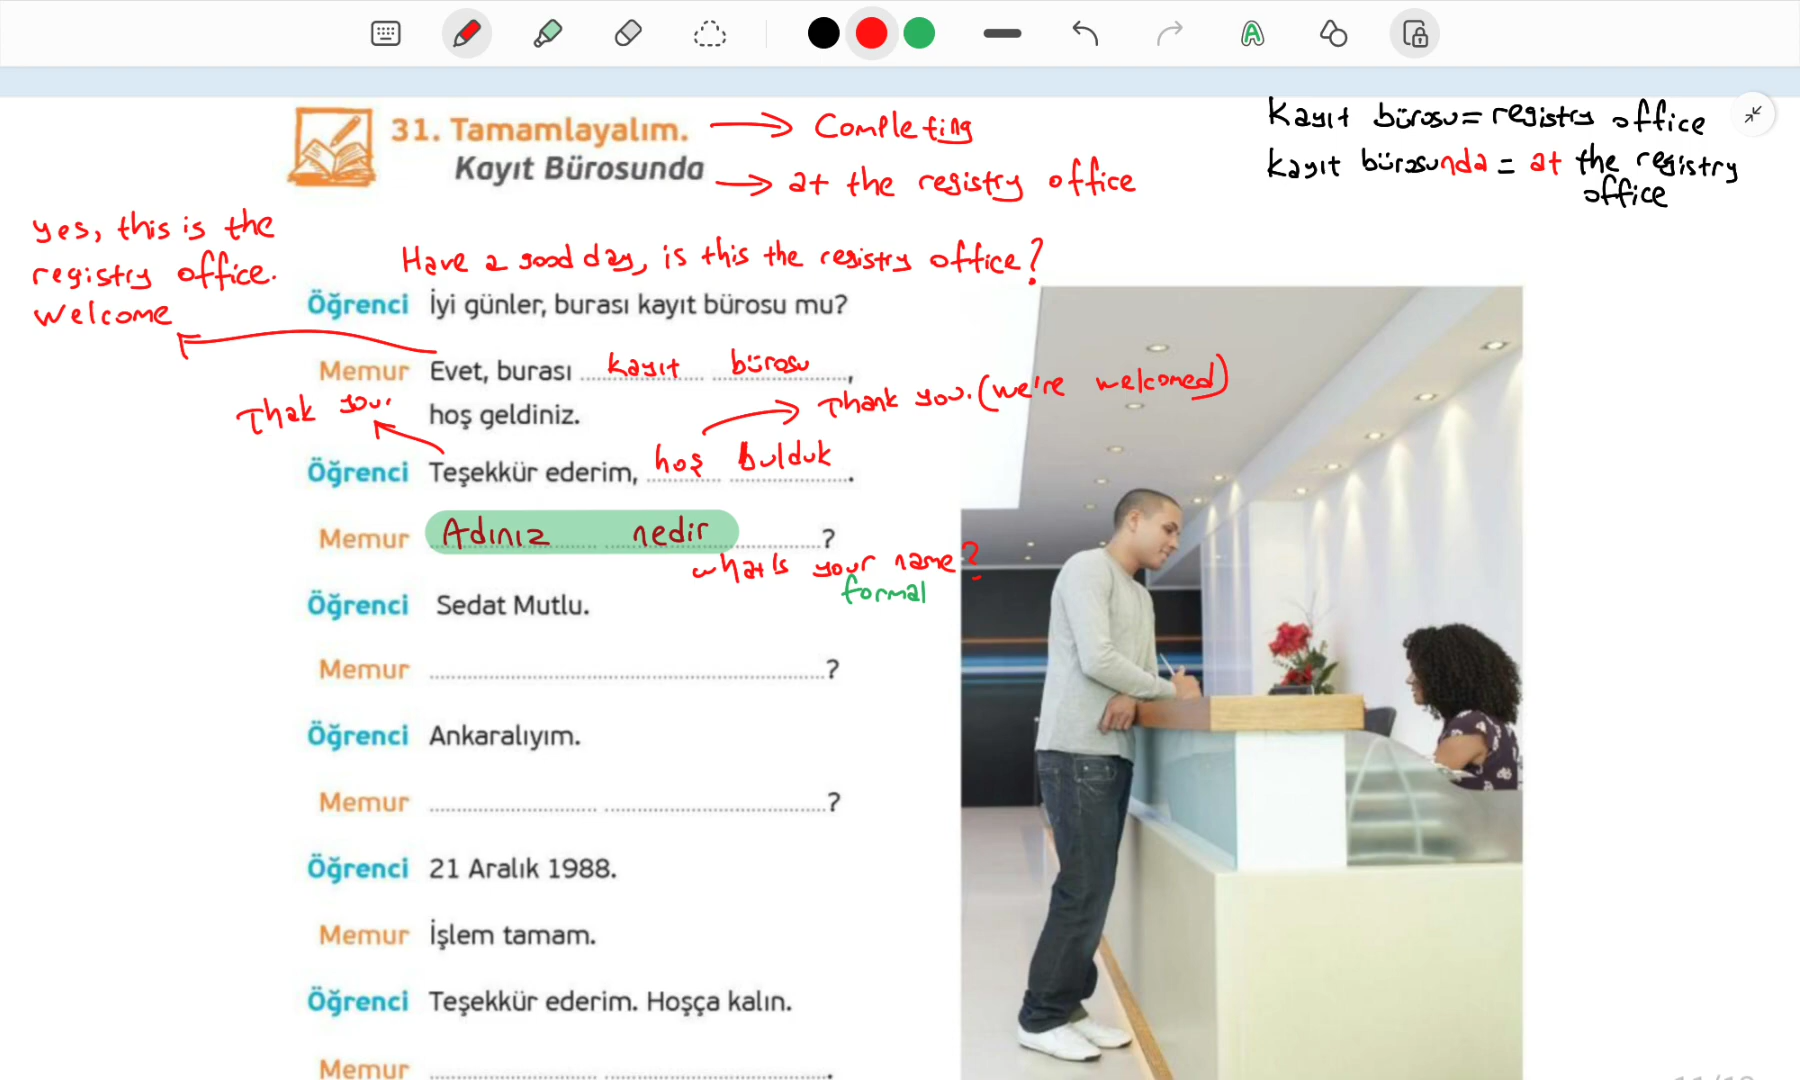 31. Tamamlayalım. → Completing
Kayıt Bürosunda → at the registry office
Kayıt bürosu = registry office
kayıt bürosunda = at the registry
office
yes, this is the
registry office.
welcome
Have a good day, is this the registry office?
Öğrenci İyi günler, burası kayıt bürosu mu?
Memur Evet, burası kayıt bürosu,
hoş geldiniz.
Thak you.
Thank you. (we're welcomed)
Öğrenci Teşekkür ederim, hoş bulduk.
Memur Adınız nedir ?
what is your name?
formal
Öğrenci Sedat Mutlu.
Memur ?
Öğrenci Ankaralıyım.
Memur ?
Öğrenci 21 Aralık 1988.
Memur İşlem tamam.
Öğrenci Teşekkür ederim. Hoşça kalın.
Memur .